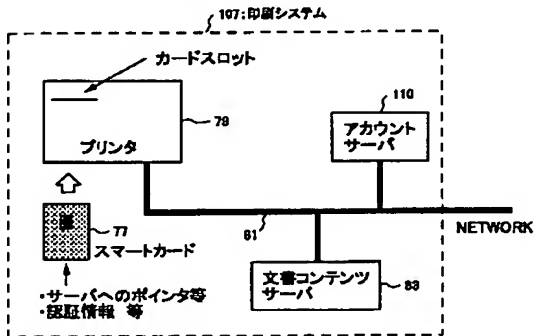 107:印刷システム
カードスロット
110
プリンタ
79
アカウント
サーバ
77
スマートカード
81
NETWORK
・サーバへのポインタ等
・認証情報 等
文書コンテンツ
サーバ
83